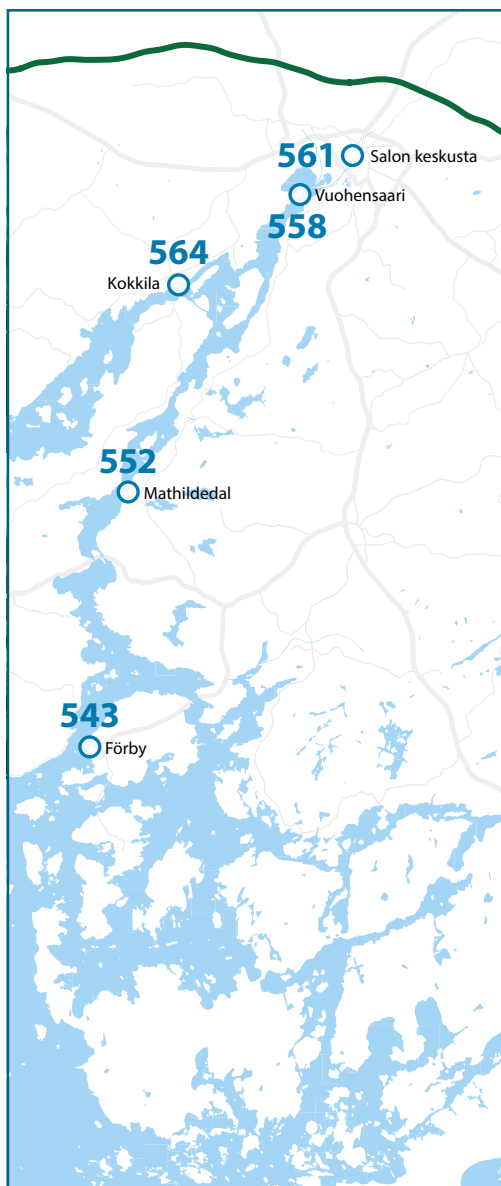 561
Salon keskusta
Vuohensaari
558
564
Kokkila
552
Mathildedal
543
Förby